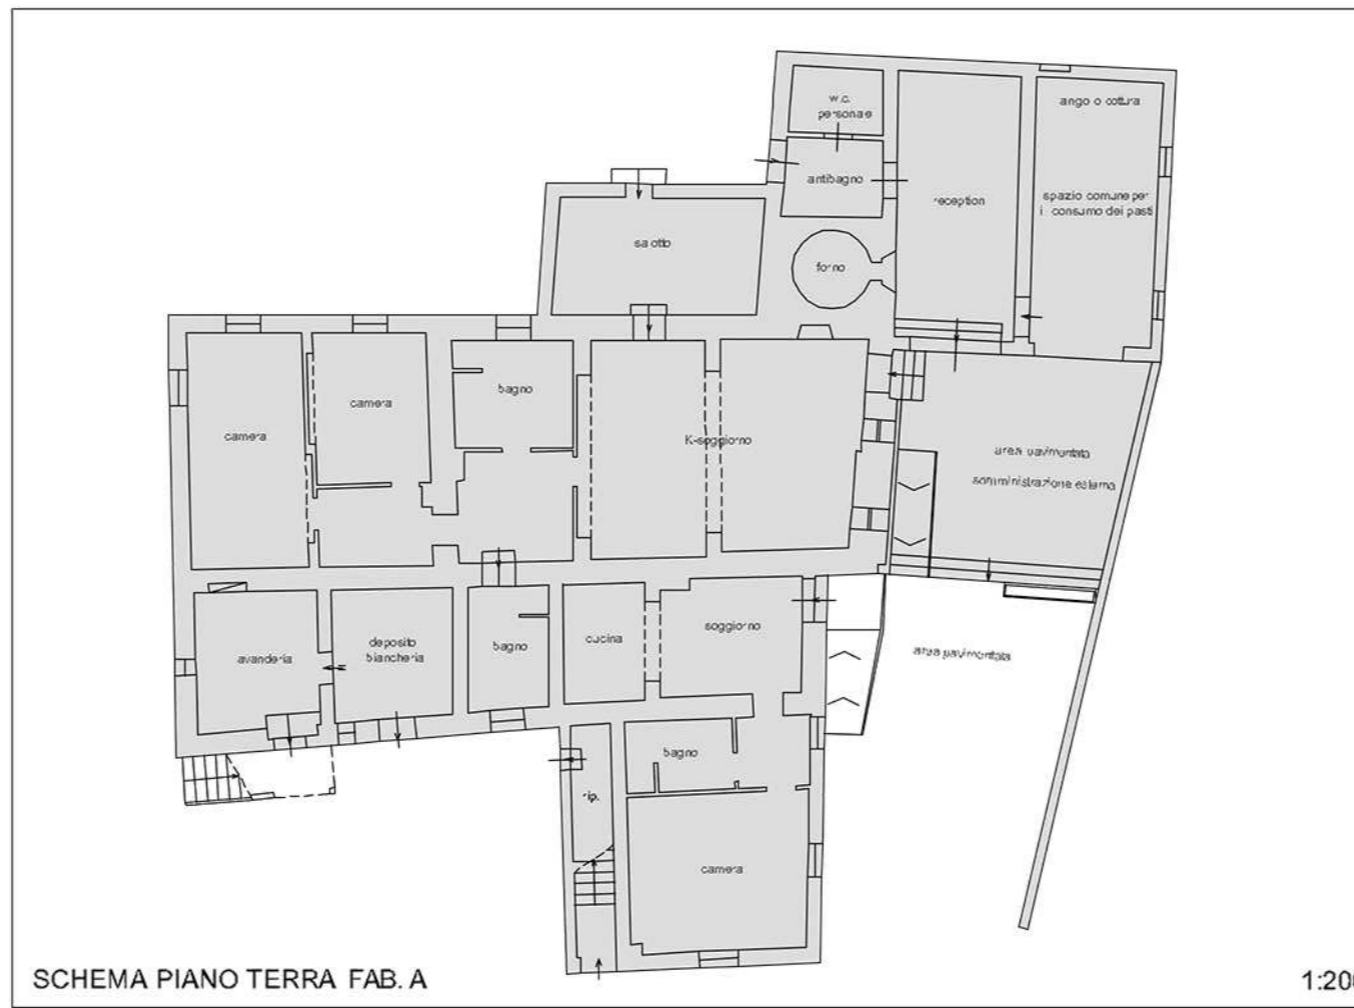 w.c.
personale
angolo cottura
antibagno
reception
spazio comune per
il consumo dei pasti
salotto
forno
camera
camera
bagno
K-soggiorno
area pavimentata
somministrazione esterna
lavanderia
deposito
biancheria
bagno
cucina
soggiorno
area pavimentata
bagno
rip.
camera
SCHEMA PIANO TERRA FAB. A